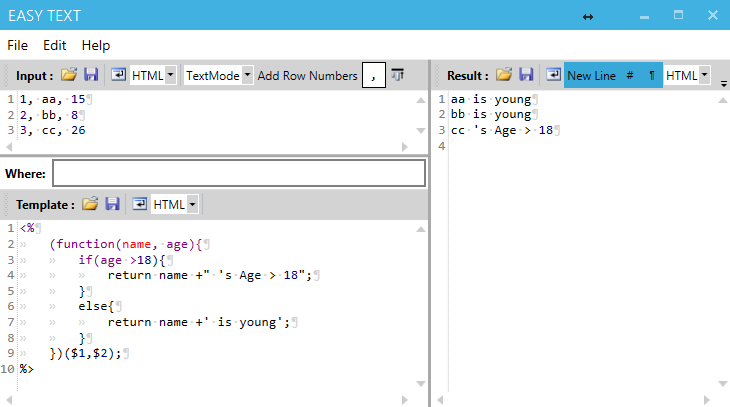 EASY TEXT
File Edit Help
Input : HTML TextMode Add Row Numbers ,
1 1, aa, 15
2 2, bb, 8
3 3, cc, 26
Where:
Template : HTML
1 <%
2 (function(name, age){
3 if(age >18){
4 return name +" 's Age > 18";
5 }
6 else{
7 return name +' is young';
8 }
9 })($1,$2);
10 %>
Result : New Line # ¶ HTML
1 aa is young
2 bb is young
3 cc 's Age > 18
4